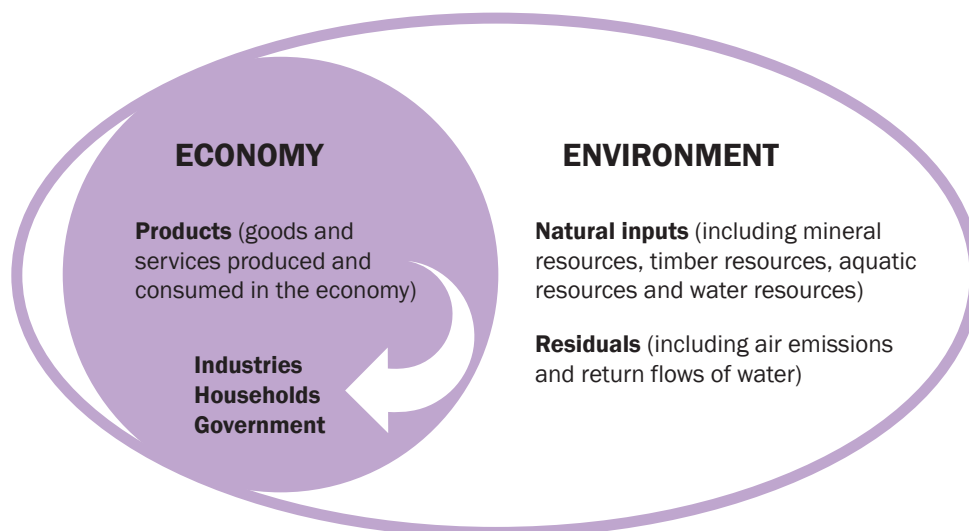 ECONOMY
Products (goods and
services produced and
consumed in the economy)
Industries
Households
Government
ENVIRONMENT
Natural inputs (including mineral
resources, timber resources, aquatic
resources and water resources)
Residuals (including air emissions
and return flows of water)